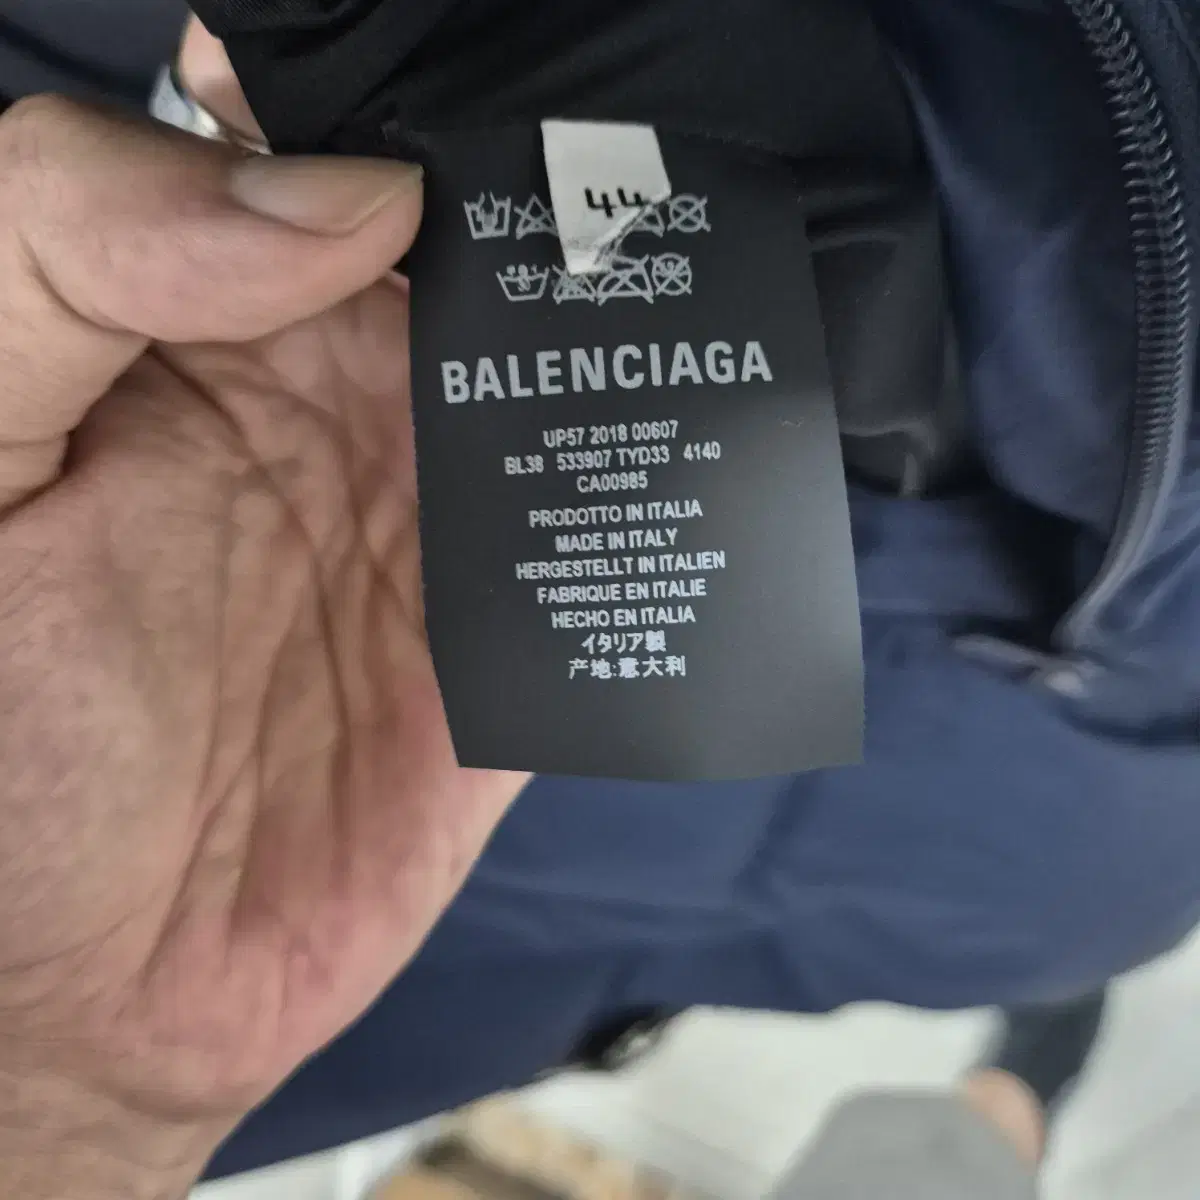 44
BALENCIAGA
UP57 2018 00607
BL38 533907 TYD33 4140
CA00985
PRODOTTO IN ITALIA
MADE IN ITALY
HERGESTELLT IN ITALIEN
FABRIQUE EN ITALIE
HECHO EN ITALIA
イタリア製
产地:意大利